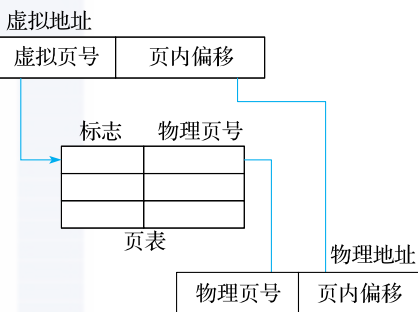 虚拟地址
虚拟页号 页内偏移
标志 物理页号
页表
物理地址
物理页号 页内偏移